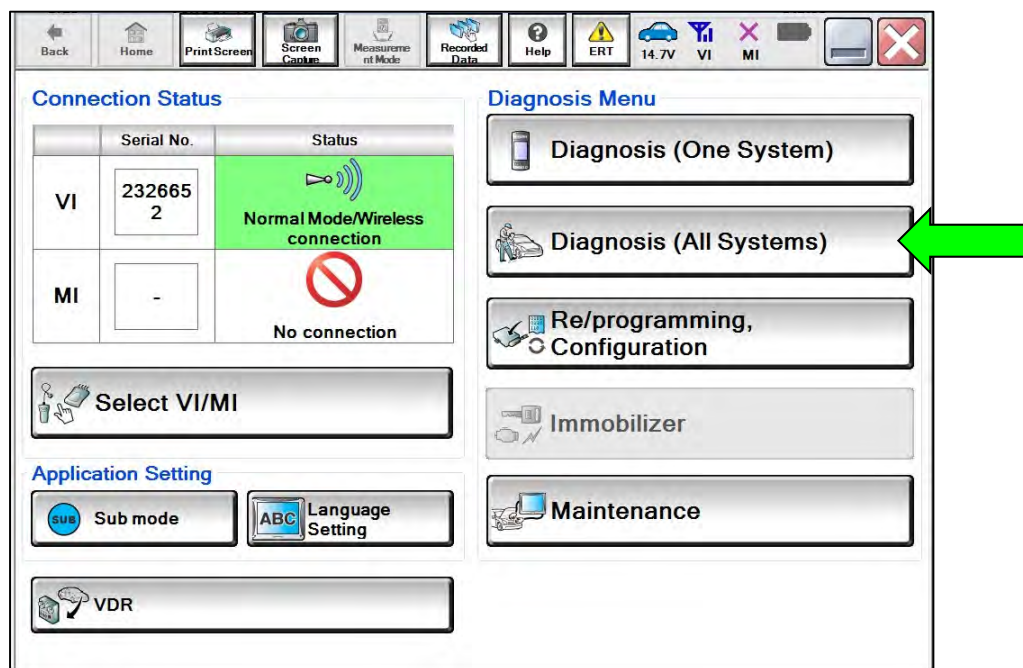 Back
Home
Print Screen
Screen
Capture
Measureme
nt Mode
Recorded
Data
Help
ERT
14.7V
VI
MI
Connection Status
Serial No.
Status
VI
232665
2
Normal Mode/Wireless
connection
MI
-
No connection
Select VI/MI
Application Setting
SUB
Sub mode
ABC
Language
Setting
VDR
Diagnosis Menu
Diagnosis (One System)
Diagnosis (All Systems)
Re/programming,
Configuration
Immobilizer
Maintenance